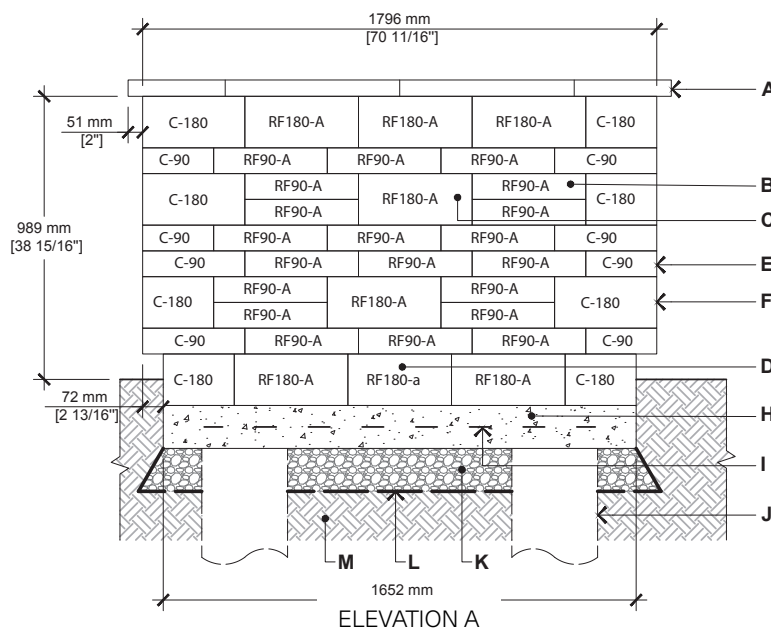 1796 mm
[70 11/16"]
A
51 mm
[2"]
C-180 RF180-A RF180-A RF180-A C-180
C-90 RF90-A RF90-A RF90-A C-90
RF90-A RF90-A B
C-180 RF180-A C-180
RF90-A RF90-A C
989 mm
[38 15/16"]
C-90 RF90-A RF90-A RF90-A C-90
C-90 RF90-A RF90-A RF90-A C-90 E
RF90-A RF90-A
C-180 RF180-A C-180 F
RF90-A RF90-A
C-90 RF90-A RF90-A RF90-A C-90
D
C-180 RF180-A RF180-a RF180-A C-180
72 mm
[2 13/16"]
H
I
J
M L K
1652 mm
ELEVATION A